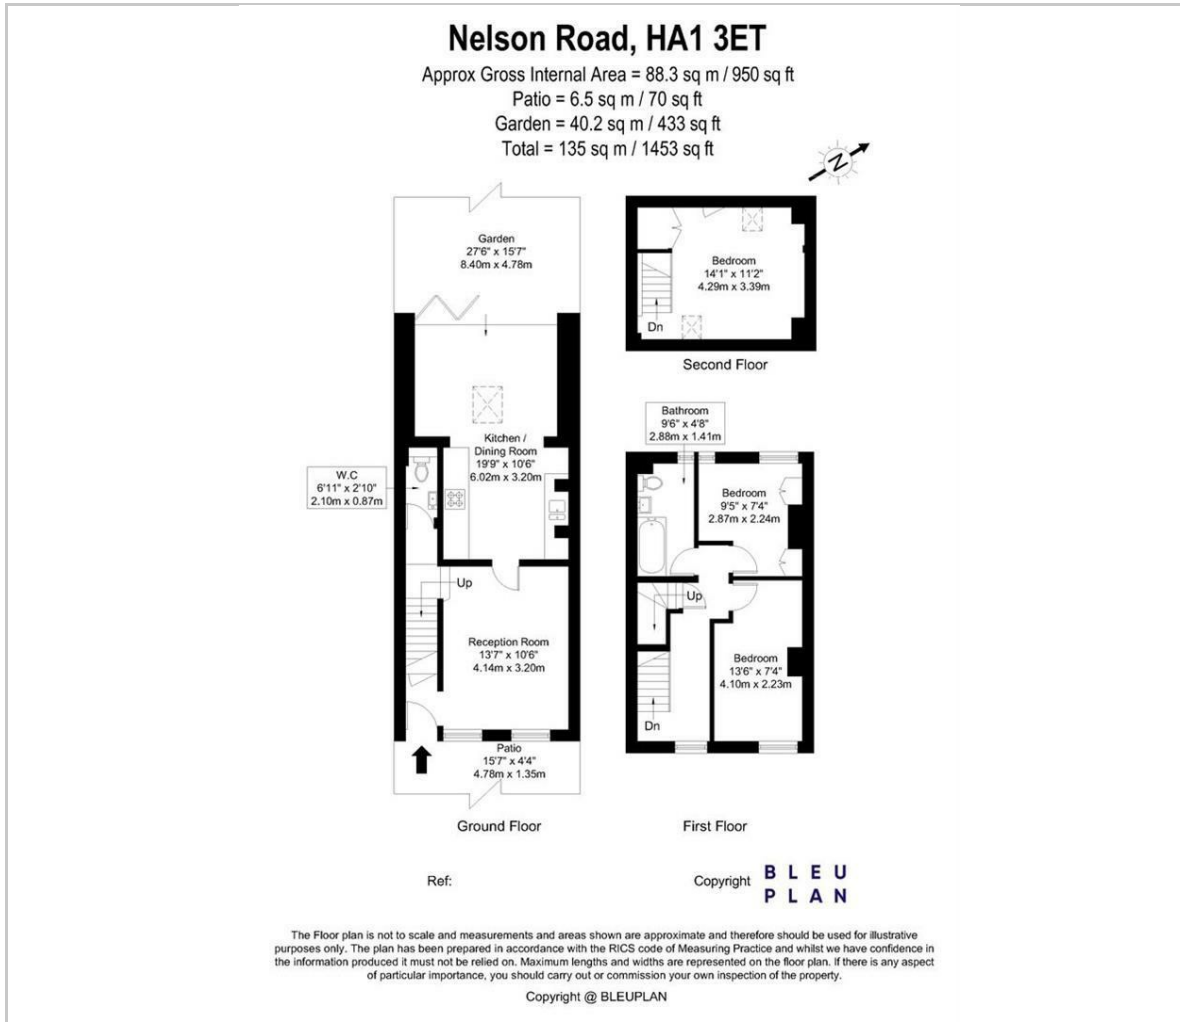 Nelson Road, HA1 3ET
Approx Gross Internal Area = 88.3 sq m / 950 sq ft
Patio = 6.5 sq m / 70 sq ft
Garden = 40.2 sq m / 433 sq ft
Total = 135 sq m / 1453 sq ft
N
Garden
27'6" x 15'7"
8.40m x 4.78m
Kitchen /
Dining Room
19'9" x 10'6"
6.02m x 3.20m
W.C
6'11" x 2'10"
2.10m x 0.87m
Up
Reception Room
13'7" x 10'6"
4.14m x 3.20m
Patio
15'7" x 4'4"
4.78m x 1.35m
Ground Floor
Bedroom
14'1" x 11'2"
4.29m x 3.39m
Dn
Second Floor
Bathroom
9'6" x 4'8"
2.88m x 1.41m
Bedroom
9'5" x 7'4"
2.87m x 2.24m
Up
Bedroom
13'6" x 7'4"
4.10m x 2.23m
Dn
First Floor
Ref:
Copyright
BLEU
PLAN
The Floor plan is not to scale and measurements and areas shown are approximate and therefore should be used for illustrative
purposes only. The plan has been prepared in accordance with the RICS code of Measuring Practice and whilst we have confidence in
the information produced it must not be relied on. Maximum lengths and widths are represented on the floor plan. If there is any aspect
of particular importance, you should carry out or commission your own inspection of the property.
Copyright @ BLEUPLAN